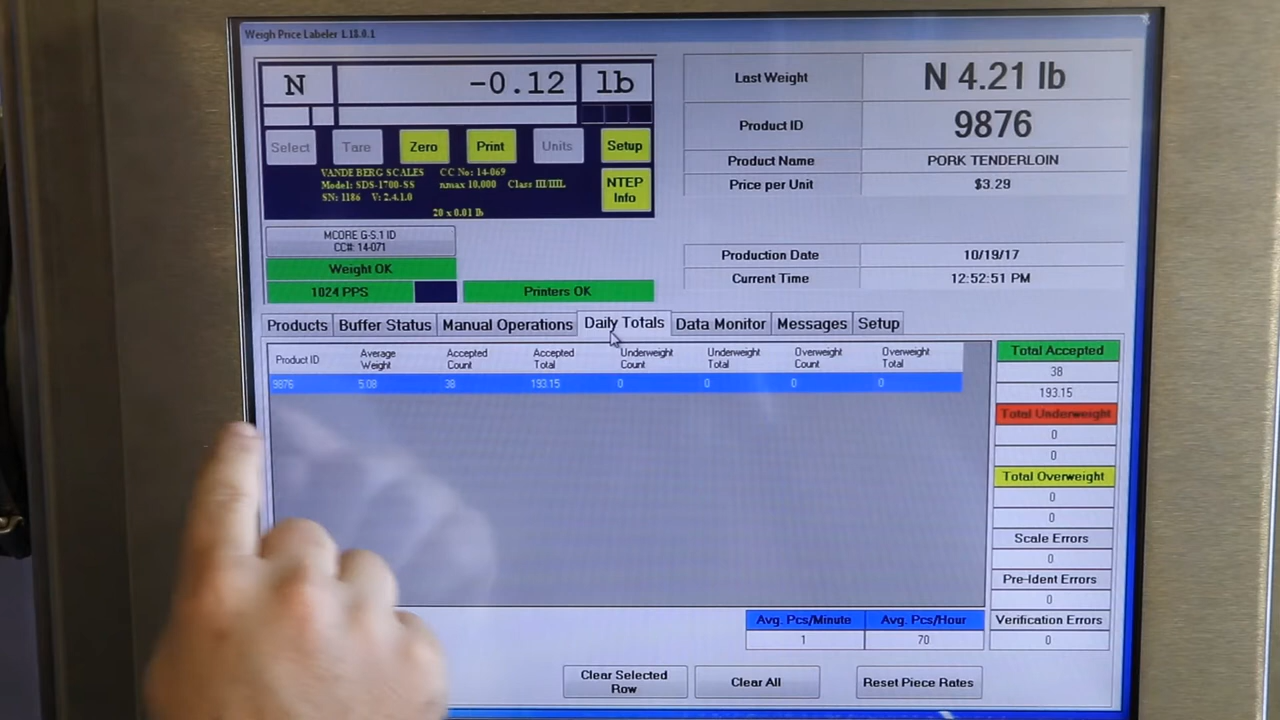 Weigh Price Labeler 1.18.0.1
N -0.12 lb
Select Tare Zero Print Units Setup
VANDE BERG SCALES CC No: 14-069
Model: SDS-1700-SS nmax 10,000 Class III/IIIL
SN: 1186 V: 2.4.1.0
20 x 0.01 lb
NTEP
Info
MCORE G-S.1 ID
CC#: 14-071
Weight OK
1024 PPS
Printers OK
Last Weight N 4.21 lb
Product ID 9876
Product Name PORK TENDERLOIN
Price per Unit $3.29
Production Date 10/19/17
Current Time 12:52:51 PM
Products Buffer Status Manual Operations Daily Totals Data Monitor Messages Setup
Product ID Average Weight Accepted Count Accepted Total Underweight Count Underweight Total Overweight Count Overweight Total
9876 5.08 38 193.15 0 0 0 0
Total Accepted
38
193.15
Total Underweight
0
0
Total Overweight
0
0
Scale Errors
0
Pre-Ident Errors
0
Verification Errors
0
Avg. Pcs/Minute Avg. Pcs/Hour
1 70
Clear Selected
Row
Clear All
Reset Piece Rates